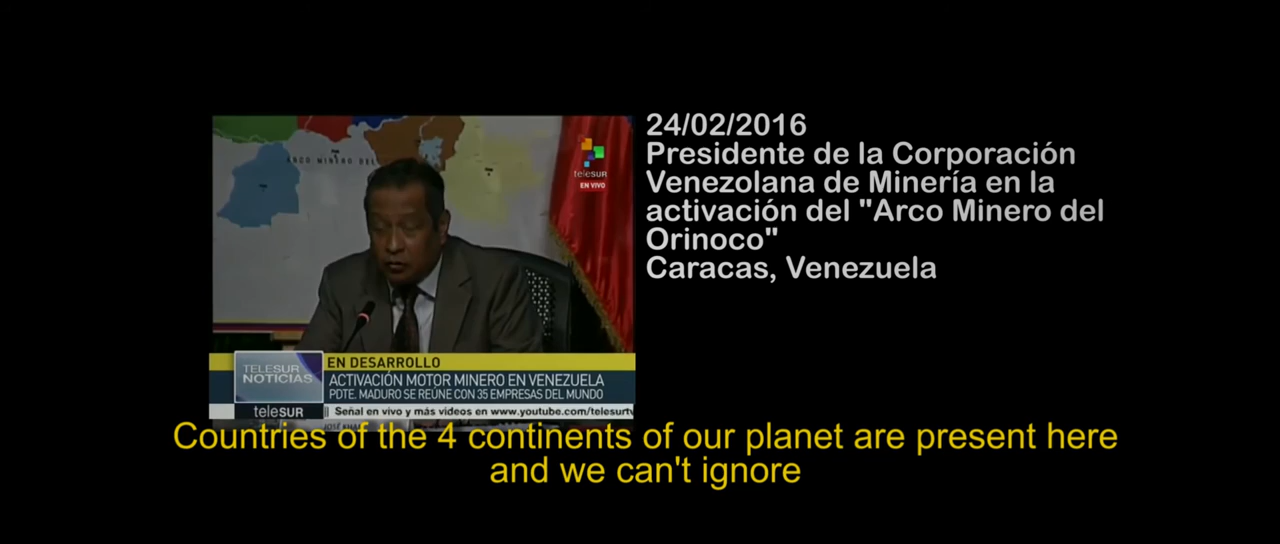 24/02/2016
Presidente de la Corporación
Venezolana de Minería en la
activación del "Arco Minero del
Orinoco"
Caracas, Venezuela
ARCO MINERO DEL
teleSUR
EN VIVO
TELESUR
NOTICIAS
EN DESARROLLO
ACTIVACIÓN MOTOR MINERO EN VENEZUELA
PDTE. MADURO SE REÚNE CON 35 EMPRESAS DEL MUNDO
teleSUR
Señal en vivo y más videos en www.youtube.com/telesurtv
Countries of the 4 continents of our planet are present here
and we can't ignore